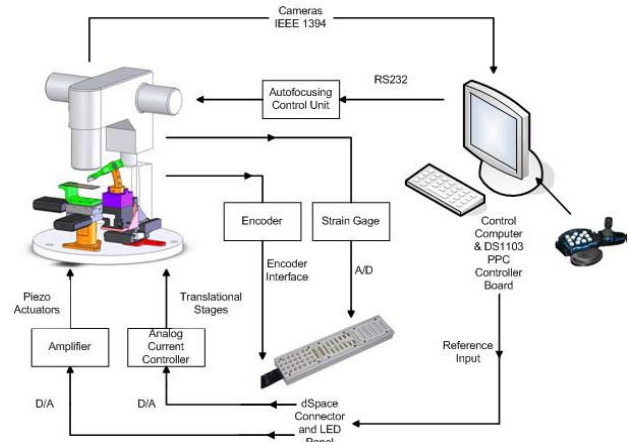 Cameras
IEEE 1394
RS232
Autofocusing
Control Unit
Encoder
Strain Gage
Encoder
Interface
A/D
Control
Computer
& DS1103
PPC
Controller
Board
Piezo
Actuators
Translational
Stages
Amplifier
Analog
Current
Controller
Reference
Input
D/A
D/A
dSpace
Connector
and LED
Panel